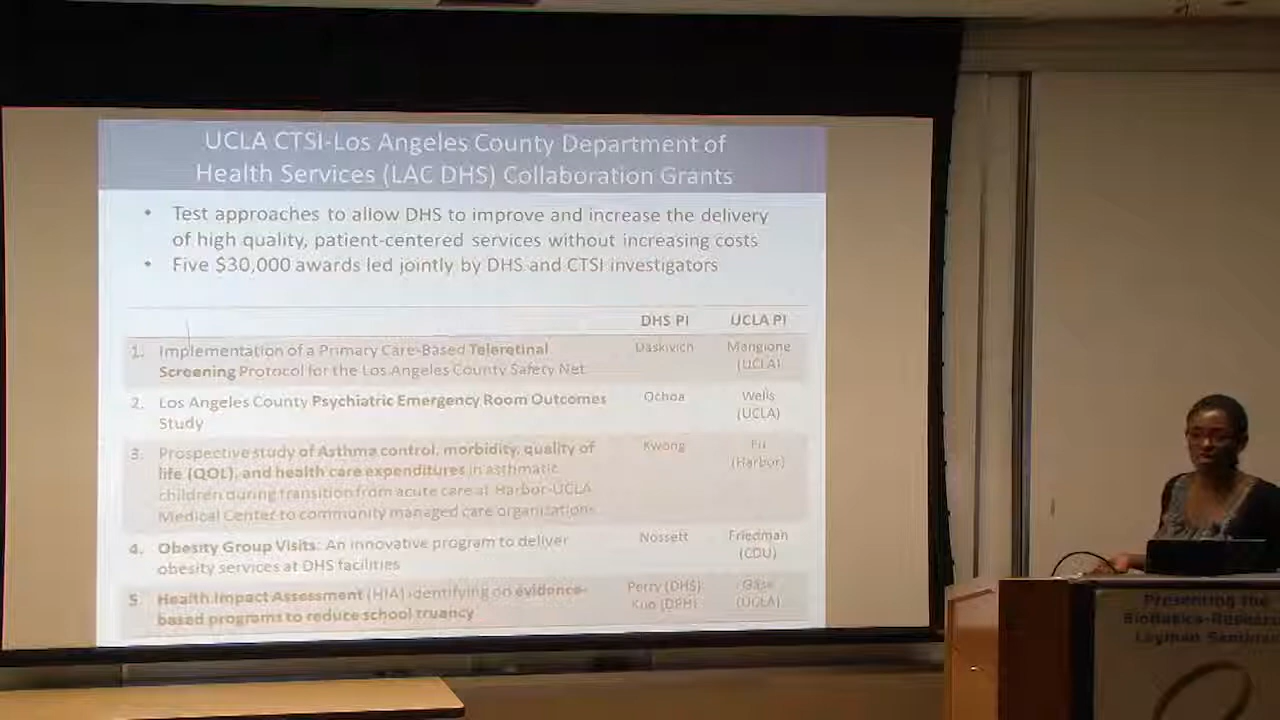 UCLA CTSI-Los Angeles County Department of
Health Services (LAC DHS) Collaboration Grants
• Test approaches to allow DHS to improve and increase the delivery
of high quality, patient-centered services without increasing costs
• Five $30,000 awards led jointly by DHS and CTSI investigators
DHS PI UCLA PI
1. Implementation of a Primary Care-Based Teleretinal Daskivich Mangione
Screening Protocol for the Los Angeles County Safety Net (UCLA)
2. Los Angeles County Psychiatric Emergency Room Outcomes Ochoa Wells
Study (UCLA)
3. Prospective study of Asthma control, morbidity, quality of Kwong Fu
life (QOL), and health care expenditures in asthmatic (Harbor)
children during transition from acute care at Harbor-UCLA
Medical Center to community managed care organizations
4. Obesity Group Visits: An innovative program to deliver Nossett Friedman
obesity services at DHS facilities (CDU)
5. Health Impact Assessment (HIA) identifying on evidence- Perry (DHS) Gase
based programs to reduce school truancy Kuo (DPH) (UCLA)
Presenting the
Layman Semina